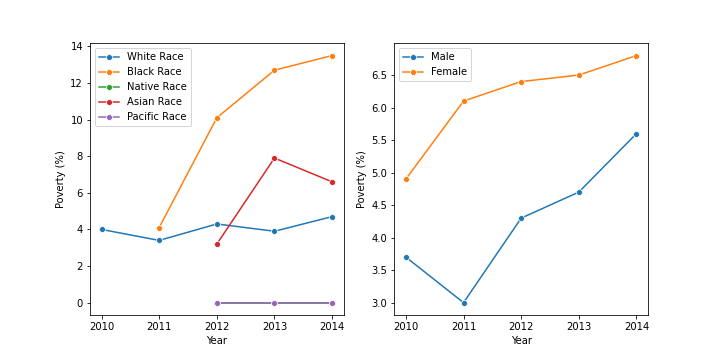 White Race
Black Race
Native Race
Asian Race
Pacific Race
Poverty (%)
14
12
10
8
6
4
2
0
2010 2011 2012 2013 2014
Year
Male
Female
Poverty (%)
6.5
6.0
5.5
5.0
4.5
4.0
3.5
3.0
2010 2011 2012 2013 2014
Year